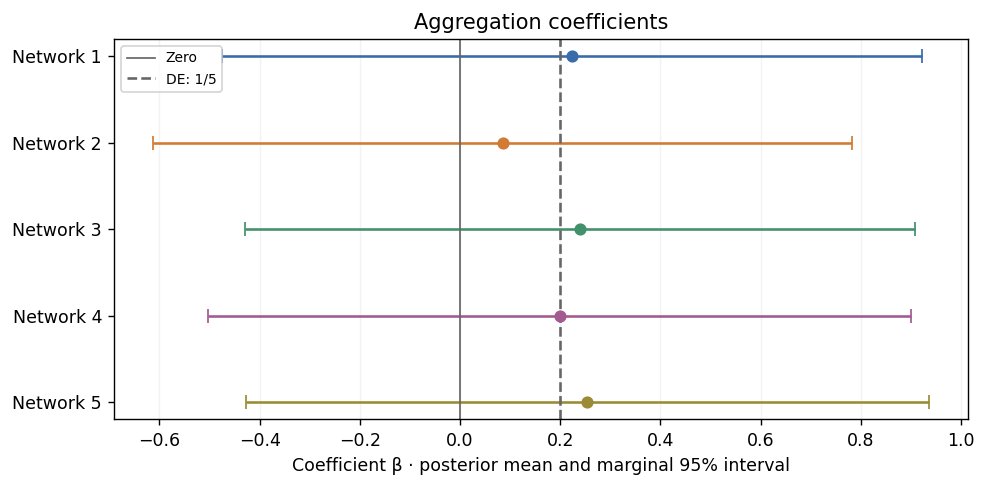 Aggregation coefficients
Zero
DE: 1/5
Network 1
Network 2
Network 3
Network 4
Network 5
−0.6 −0.4 −0.2 0.0 0.2 0.4 0.6 0.8 1.0
Coefficient β · posterior mean and marginal 95% interval